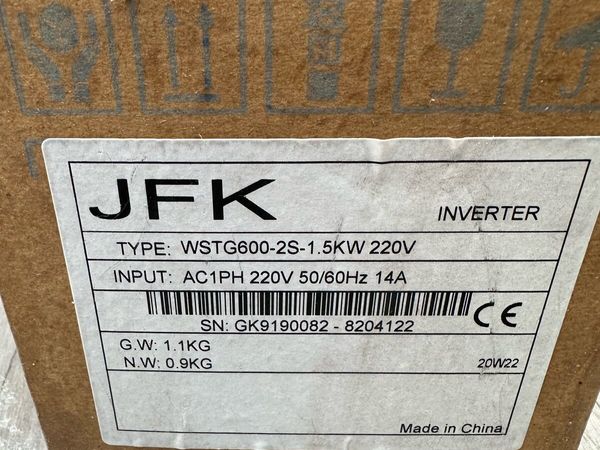 JFK
INVERTER
TYPE: WSTG600-2S-1.5KW 220V
INPUT: AC1PH 220V 50/60Hz 14A
SN: GK9190082 - 8204122
CE
G.W: 1.1KG
N.W: 0.9KG
20W22
Made in China